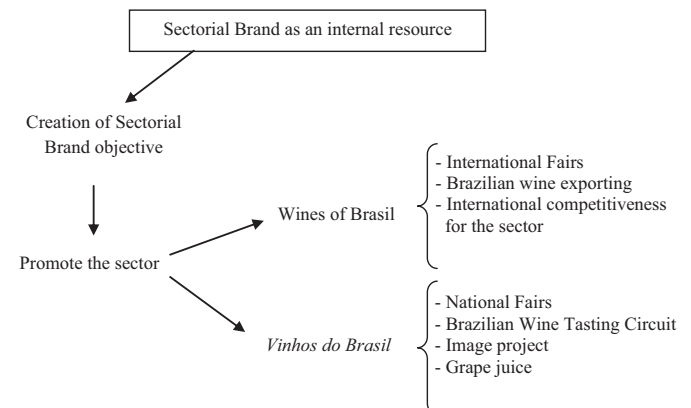 Sectorial Brand as an internal resource
Creation of Sectorial
Brand objective
Promote the sector
Wines of Brasil
- International Fairs
- Brazilian wine exporting
- International competitiveness
for the sector
Vinhos do Brasil
- National Fairs
- Brazilian Wine Tasting Circuit
- Image project
- Grape juice